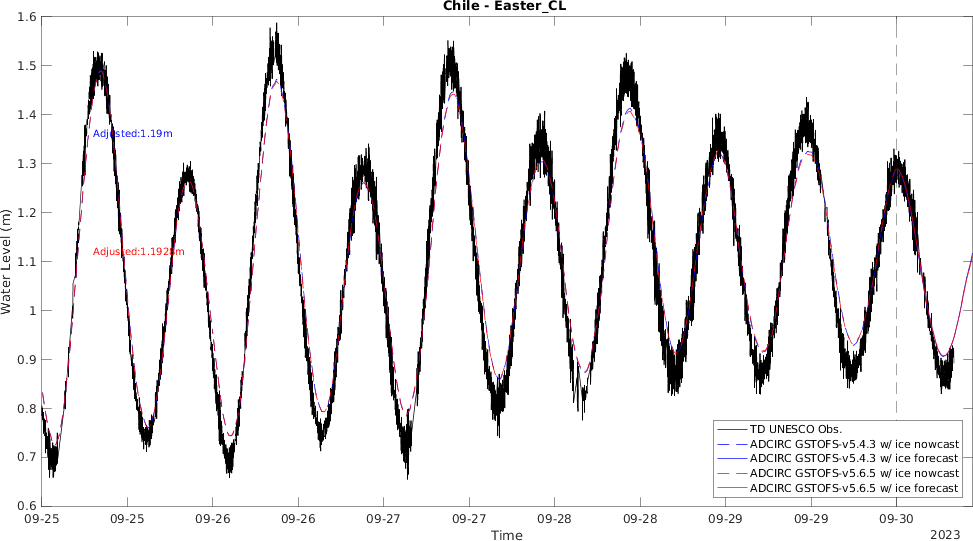 Chile - Easter_CL
1.6
1.5
1.4
1.3
1.2
1.1
1
0.9
0.8
0.7
0.6
Water Level (m)
Adjusted:1.19m
Adjusted:1.1925m
TD UNESCO Obs.
ADCIRC GSTOFS-v5.4.3 w/ ice nowcast
ADCIRC GSTOFS-v5.4.3 w/ ice forecast
ADCIRC GSTOFS-v5.6.5 w/ ice nowcast
ADCIRC GSTOFS-v5.6.5 w/ ice forecast
09-25 09-25 09-26 09-26 09-27 09-27 09-28 09-28 09-29 09-29 09-30
Time
2023